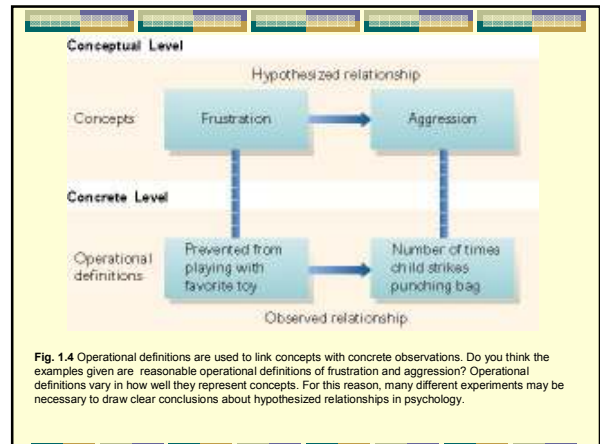 Conceptual Level
Hypothesized relationship
Concepts
Frustration
Aggression
Concrete Level
Operational
definitions
Prevented from
playing with
favorite toy
Number of times
child strikes
punching bag
Observed relationship
Fig. 1.4 Operational definitions are used to link concepts with concrete observations. Do you think the
examples given are reasonable operational definitions of frustration and aggression? Operational
definitions vary in how well they represent concepts. For this reason, many different experiments may be
necessary to draw clear conclusions about hypothesized relationships in psychology.